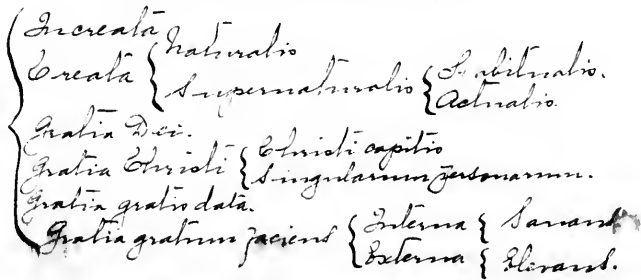 Increata
Creata { Naturalis
Supernaturalis { Habitualis.
Actualis
Gratia Dei.
Gratia Christi { Christi capitis
Singularum personarum.
Gratia gratis data.
Gratia gratum faciens { Interna { Sanans
Externa { Elevans.